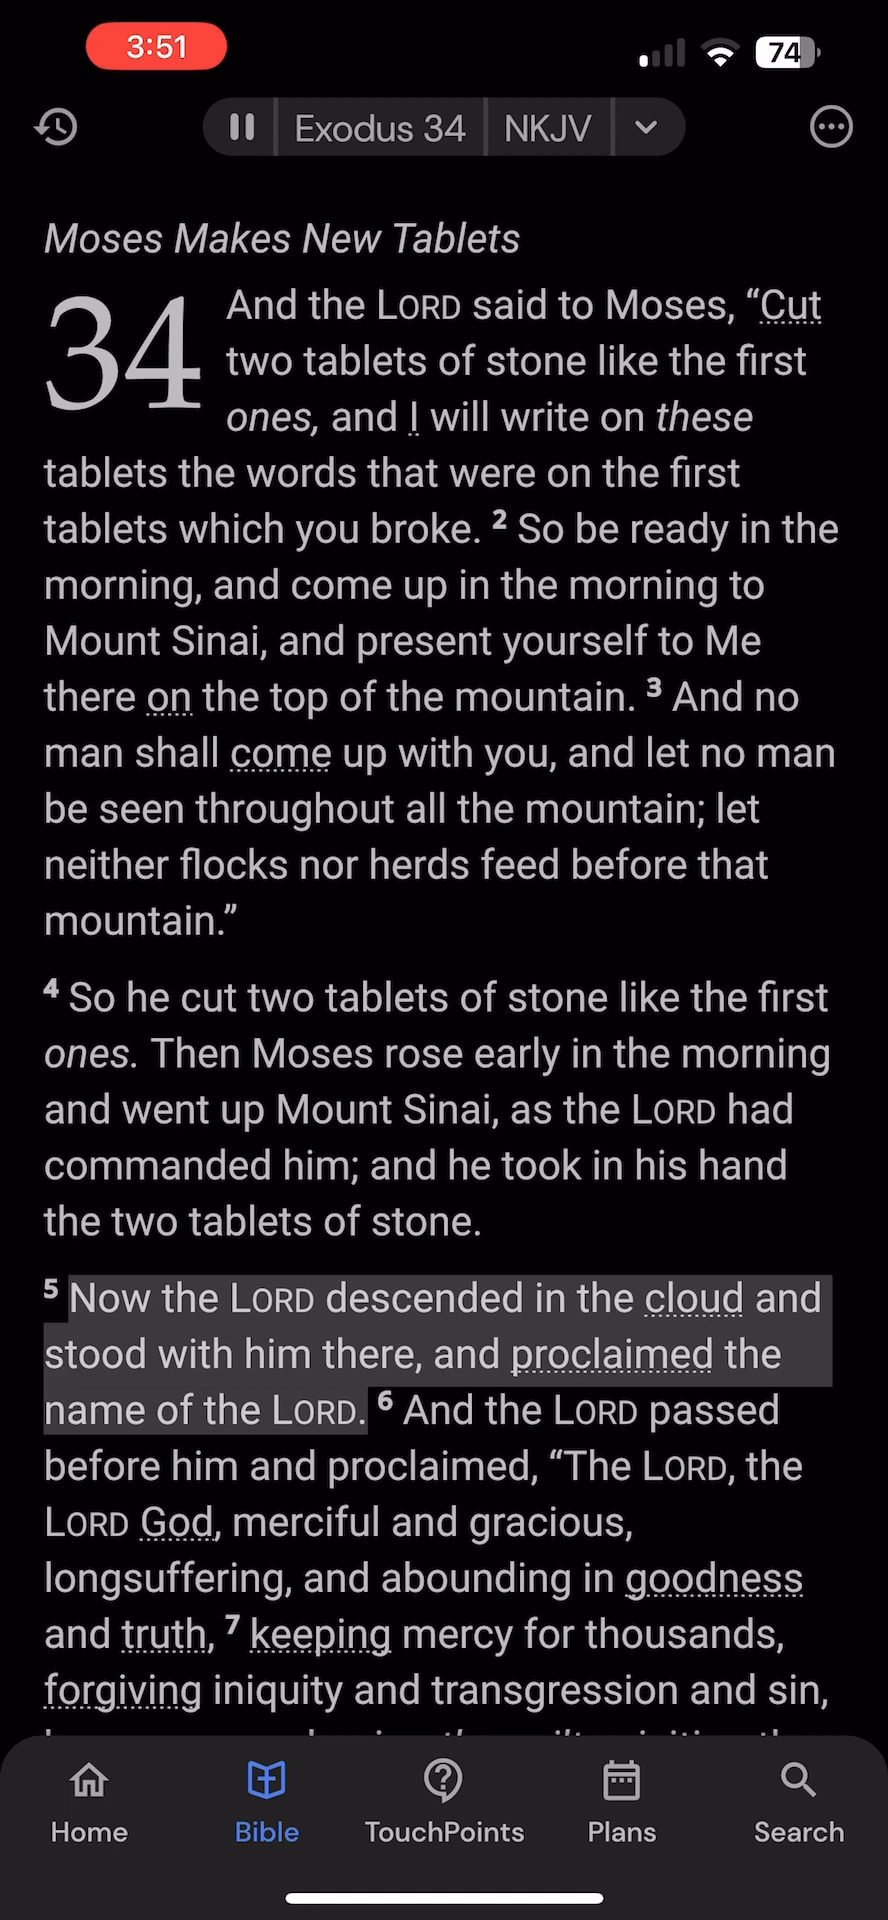 3:51
74
Exodus 34 NKJV
Moses Makes New Tablets
34 And the LORD said to Moses, “Cut
two tablets of stone like the first
ones, and I will write on these
tablets the words that were on the first
tablets which you broke. 2 So be ready in the
morning, and come up in the morning to
Mount Sinai, and present yourself to Me
there on the top of the mountain. 3 And no
man shall come up with you, and let no man
be seen throughout all the mountain; let
neither flocks nor herds feed before that
mountain.”
4 So he cut two tablets of stone like the first
ones. Then Moses rose early in the morning
and went up Mount Sinai, as the LORD had
commanded him; and he took in his hand
the two tablets of stone.
5 Now the LORD descended in the cloud and
stood with him there, and proclaimed the
name of the LORD. 6 And the LORD passed
before him and proclaimed, “The LORD, the
LORD God, merciful and gracious,
longsuffering, and abounding in goodness
and truth, 7 keeping mercy for thousands,
forgiving iniquity and transgression and sin,
Home Bible TouchPoints Plans Search